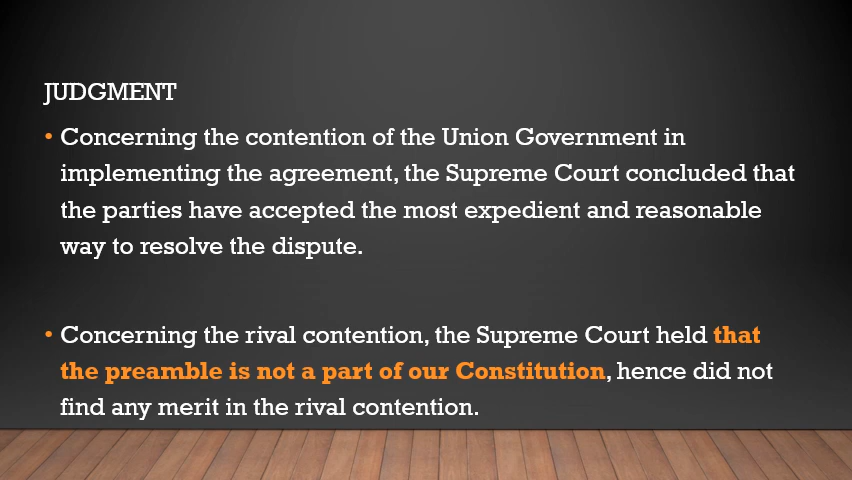 JUDGMENT
• Concerning the contention of the Union Government in
implementing the agreement, the Supreme Court concluded that
the parties have accepted the most expedient and reasonable
way to resolve the dispute.
• Concerning the rival contention, the Supreme Court held that
the preamble is not a part of our Constitution, hence did not
find any merit in the rival contention.